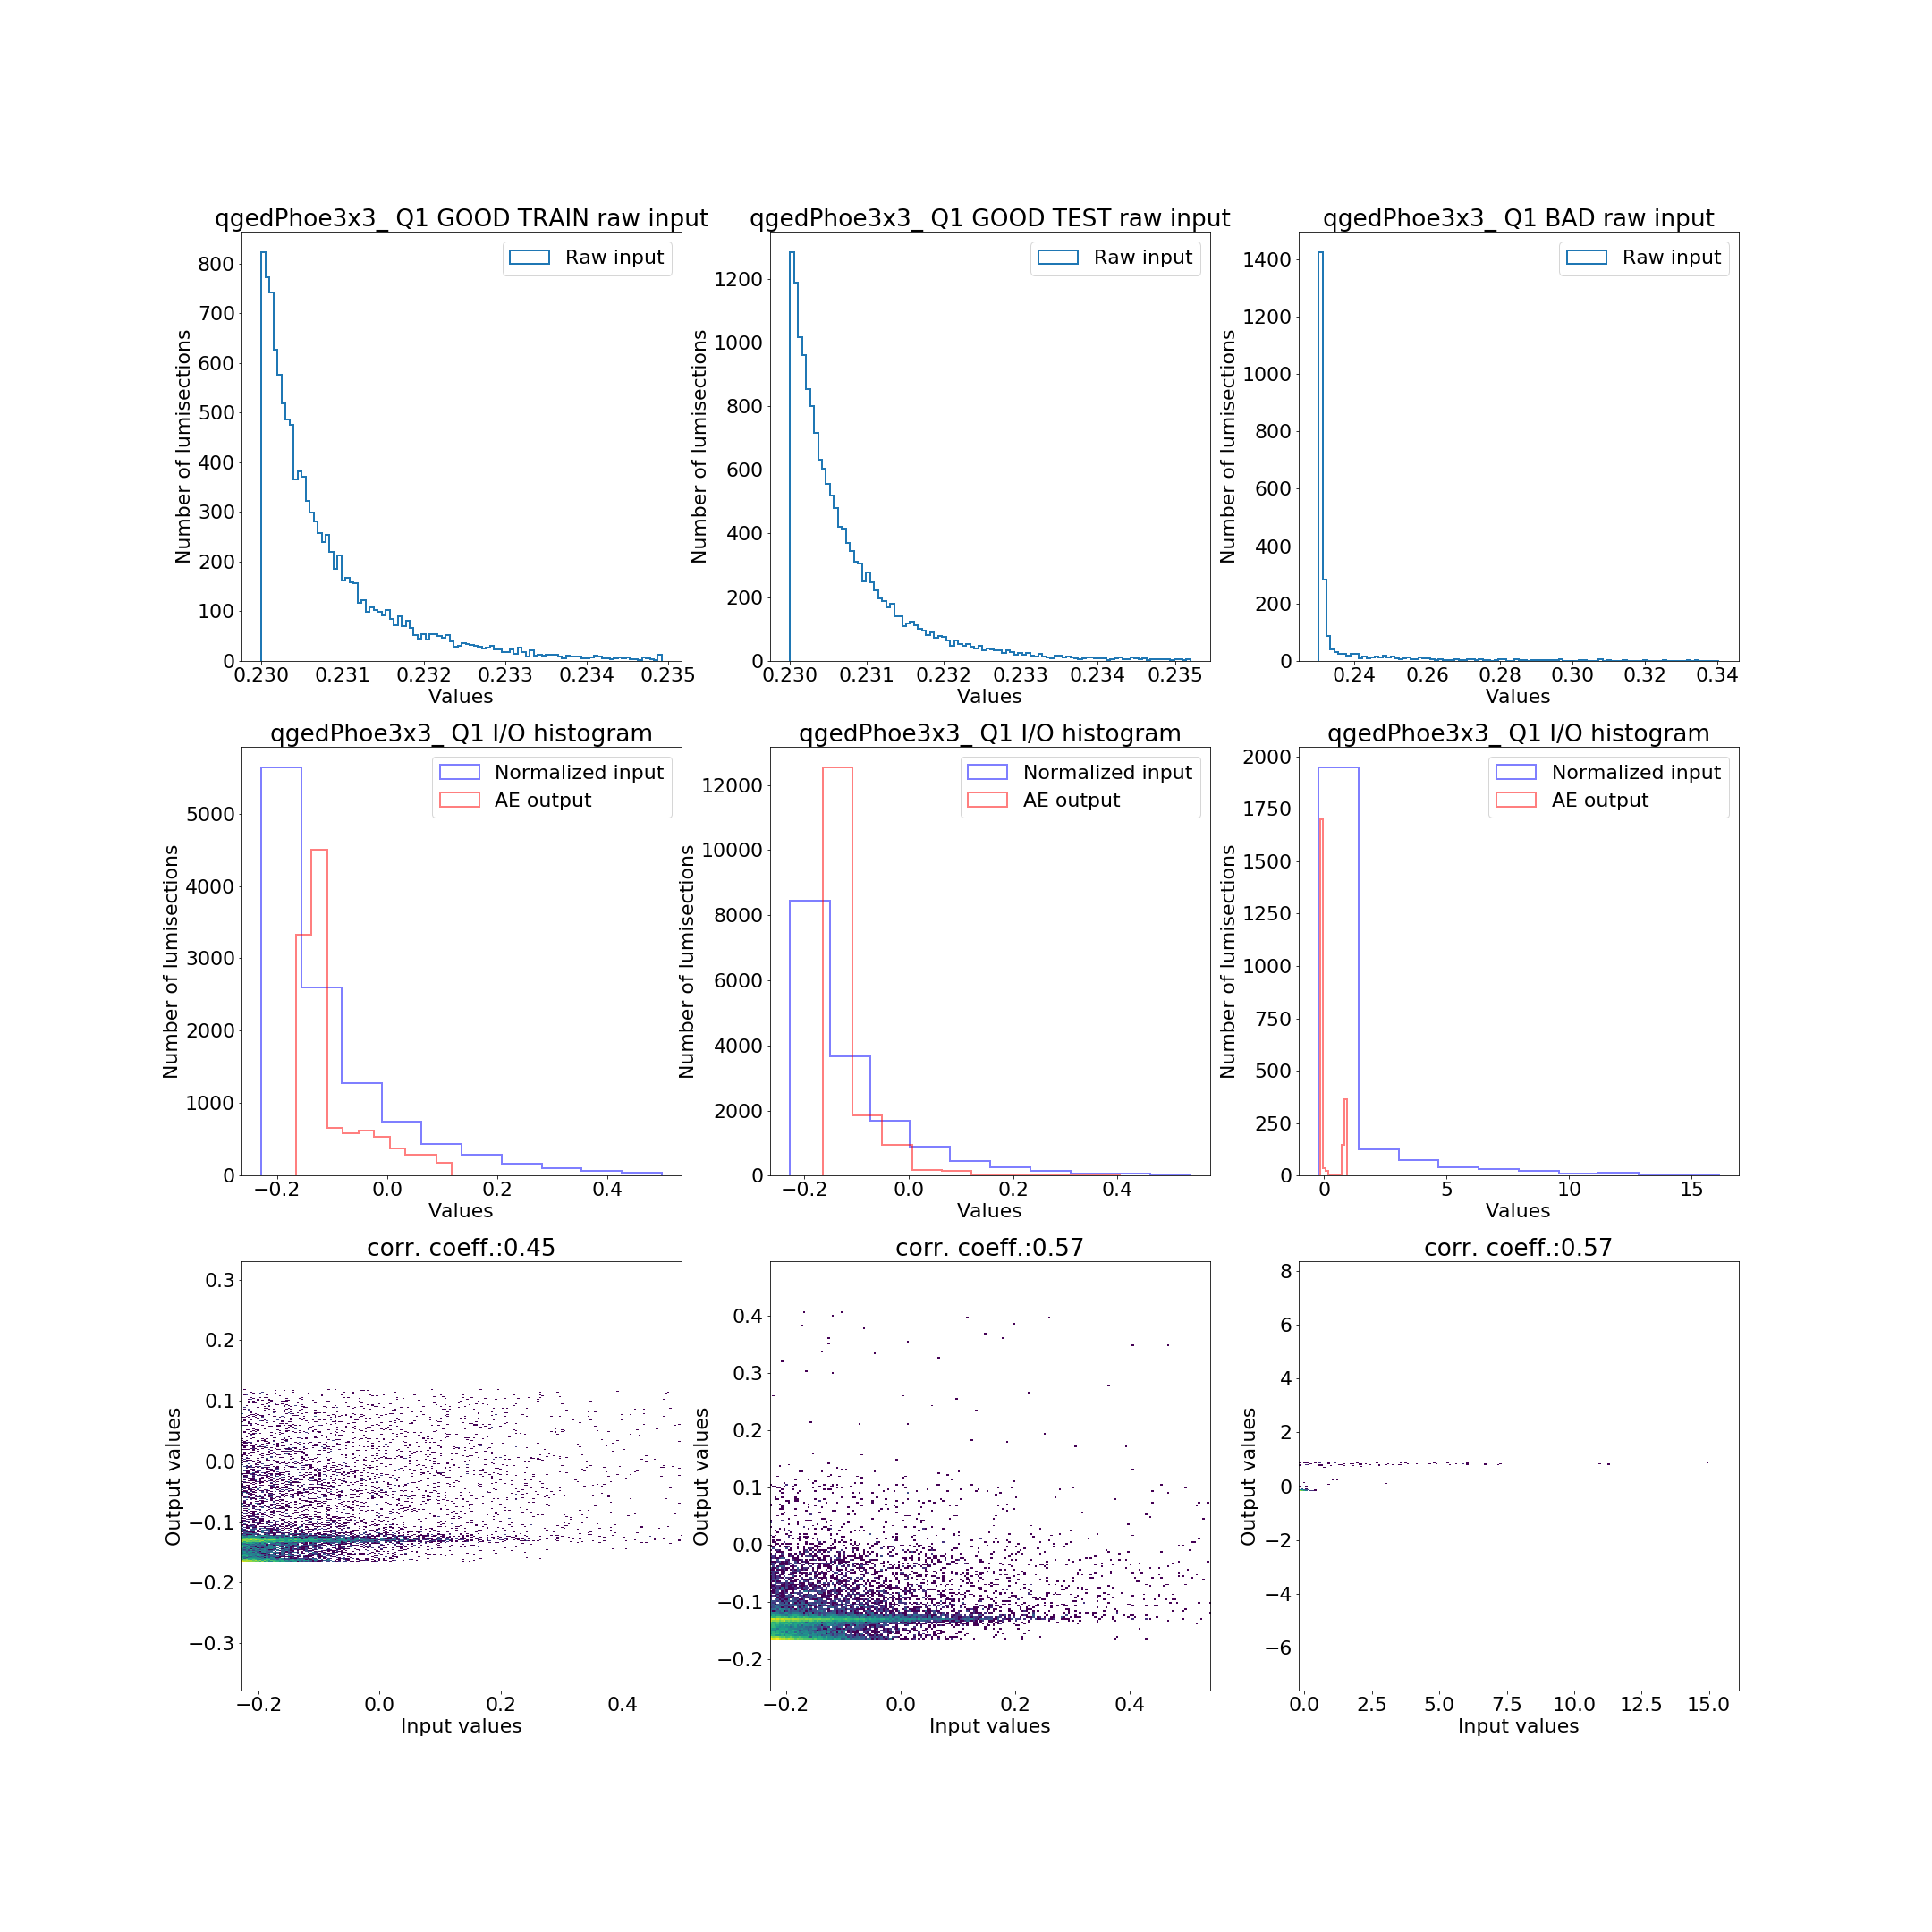 qgedPhoe3x3_ Q1 GOOD TRAIN raw input
Number of lumisections
800
700
600
500
400
300
200
100
0
Raw input
0.230 0.231 0.232 0.233 0.234 0.235
Values
qgedPhoe3x3_ Q1 GOOD TEST raw input
Number of lumisections
1200
1000
800
600
400
200
0
Raw input
0.230 0.231 0.232 0.233 0.234 0.235
Values
qgedPhoe3x3_ Q1 BAD raw input
Number of lumisections
1400
1200
1000
800
600
400
200
0
Raw input
0.24 0.26 0.28 0.30 0.32 0.34
Values
qgedPhoe3x3_ Q1 I/O histogram
Number of lumisections
5000
4000
3000
2000
1000
0
Normalized input
AE output
−0.2 0.0 0.2 0.4
Values
qgedPhoe3x3_ Q1 I/O histogram
Number of lumisections
12000
10000
8000
6000
4000
2000
0
Normalized input
AE output
−0.2 0.0 0.2 0.4
Values
qgedPhoe3x3_ Q1 I/O histogram
Number of lumisections
2000
1750
1500
1250
1000
750
500
250
0
Normalized input
AE output
0 5 10 15
Values
corr. coeff.:0.45
Output values
0.3
0.2
0.1
0.0
−0.1
−0.2
−0.3
−0.2 0.0 0.2 0.4
Input values
corr. coeff.:0.57
Output values
0.4
0.3
0.2
0.1
0.0
−0.1
−0.2
−0.2 0.0 0.2 0.4
Input values
corr. coeff.:0.57
Output values
8
6
4
2
0
−2
−4
−6
0.0 2.5 5.0 7.5 10.0 12.5 15.0
Input values